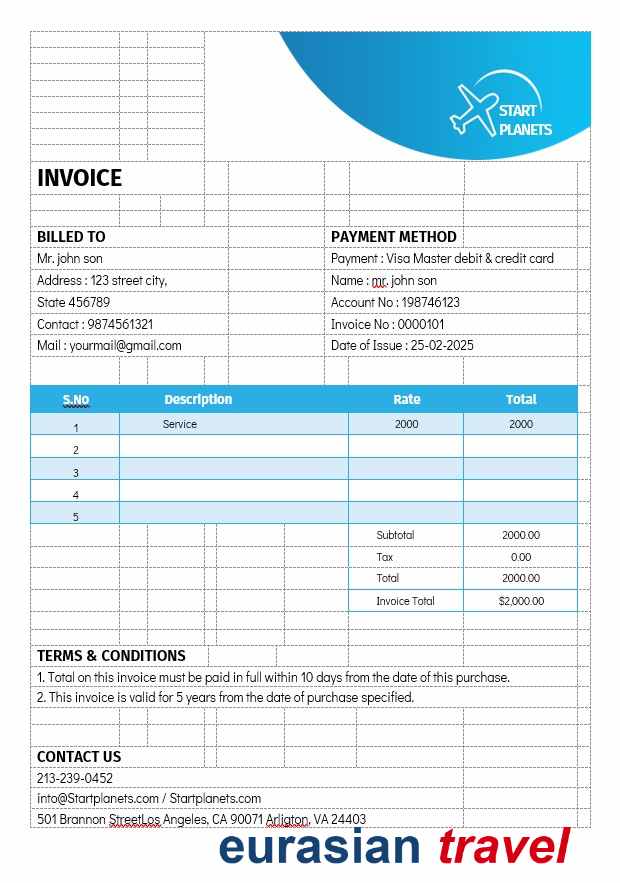 START
PLANETS
INVOICE
BILLED TO
Mr. john son
Address : 123 street city,
State 456789
Contact : 9874561321
Mail : yourmail@gmail.com
PAYMENT METHOD
Payment : Visa Master debit & credit card
Name : mr. john son
Account No : 198746123
Invoice No : 0000101
Date of Issue : 25-02-2025
S.No Description Rate Total
1 Service 2000 2000
2
3
4
5
Subtotal 2000.00
Tax 0.00
Total 2000.00
Invoice Total $2,000.00
TERMS & CONDITIONS
1. Total on this invoice must be paid in full within 10 days from the date of this purchase.
2. This invoice is valid for 5 years from the date of purchase specified.
CONTACT US
213-239-0452
into@Startplanets.com / Startplanets.com
501 Brannon StreetLos Angeles, CA 90071 Arligton, VA 24403
eurasian travel